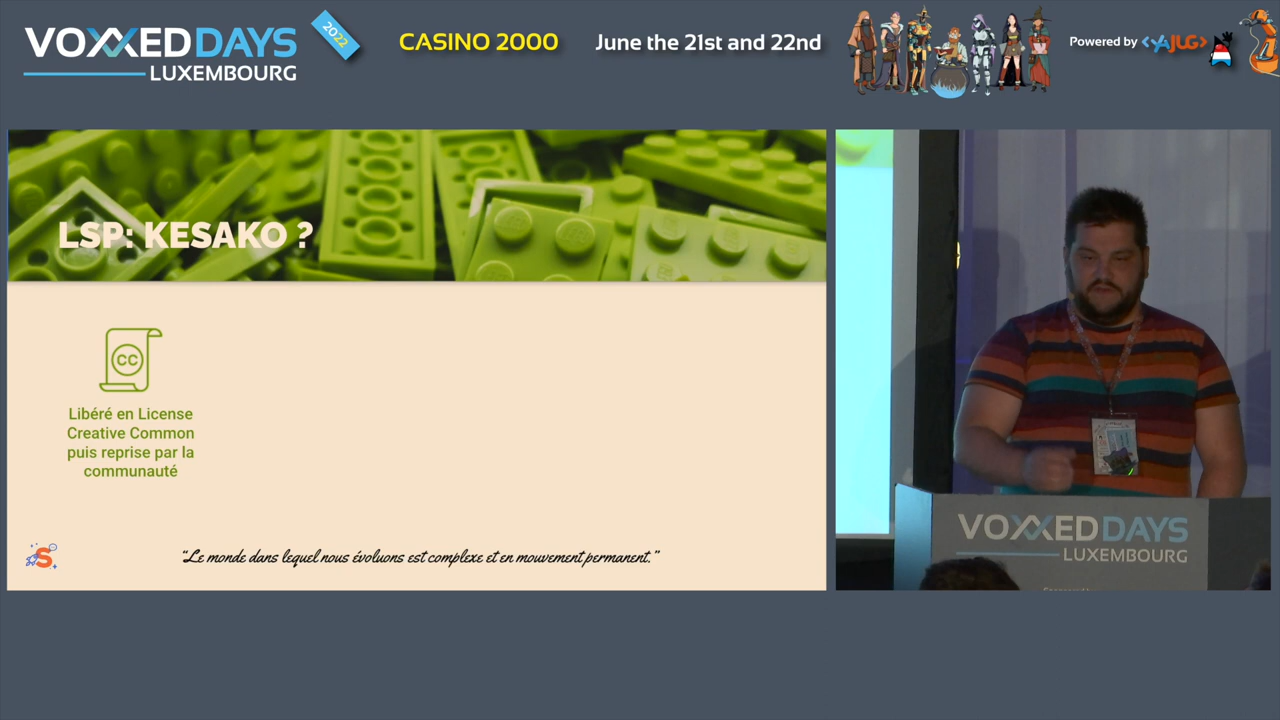 VOXXEDDAYS
LUXEMBOURG
2022
CASINO 2000
June the 21st and 22nd
Powered by <YAJUG>
LSP: KESAKO ?
CC
Libéré en License
Creative Common
puis reprise par la
communauté
S
“Le monde dans lequel nous évoluons est complexe et en mouvement permanent.”
VOXXEDDAYS
LUXEMBOURG